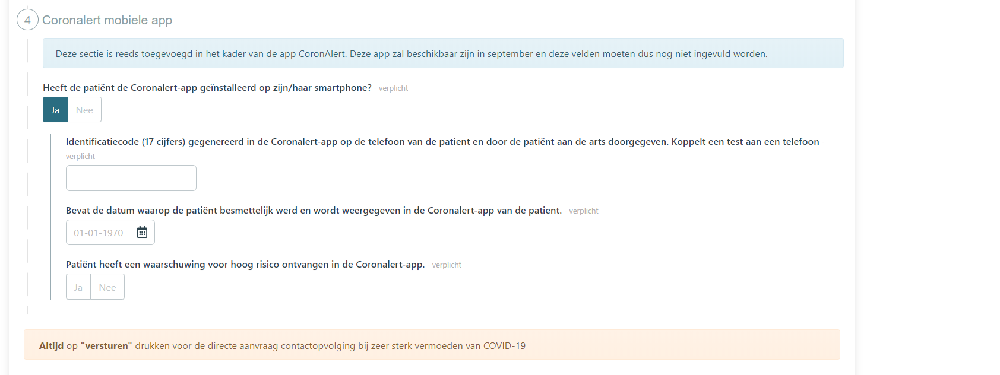 4 Coronalert mobiele app
Deze sectie is reeds toegevoegd in het kader van de app CoronAlert. Deze app zal beschikbaar zijn in september en deze velden moeten dus nog niet ingevuld worden.
Heeft de patiënt de Coronalert-app geïnstalleerd op zijn/haar smartphone? - verplicht
Ja Nee
Identificatiecode (17 cijfers) gegenereerd in de Coronalert-app op de telefoon van de patient en door de patiënt aan de arts doorgegeven. Koppelt een test aan een telefoon -
verplicht
Bevat de datum waarop de patiënt besmettelijk werd en wordt weergegeven in de Coronalert-app van de patient. - verplicht
01-01-1970
Patiënt heeft een waarschuwing voor hoog risico ontvangen in de Coronalert-app. - verplicht
Ja Nee
Altijd op "versturen" drukken voor de directe aanvraag contactopvolging bij zeer sterk vermoeden van COVID-19